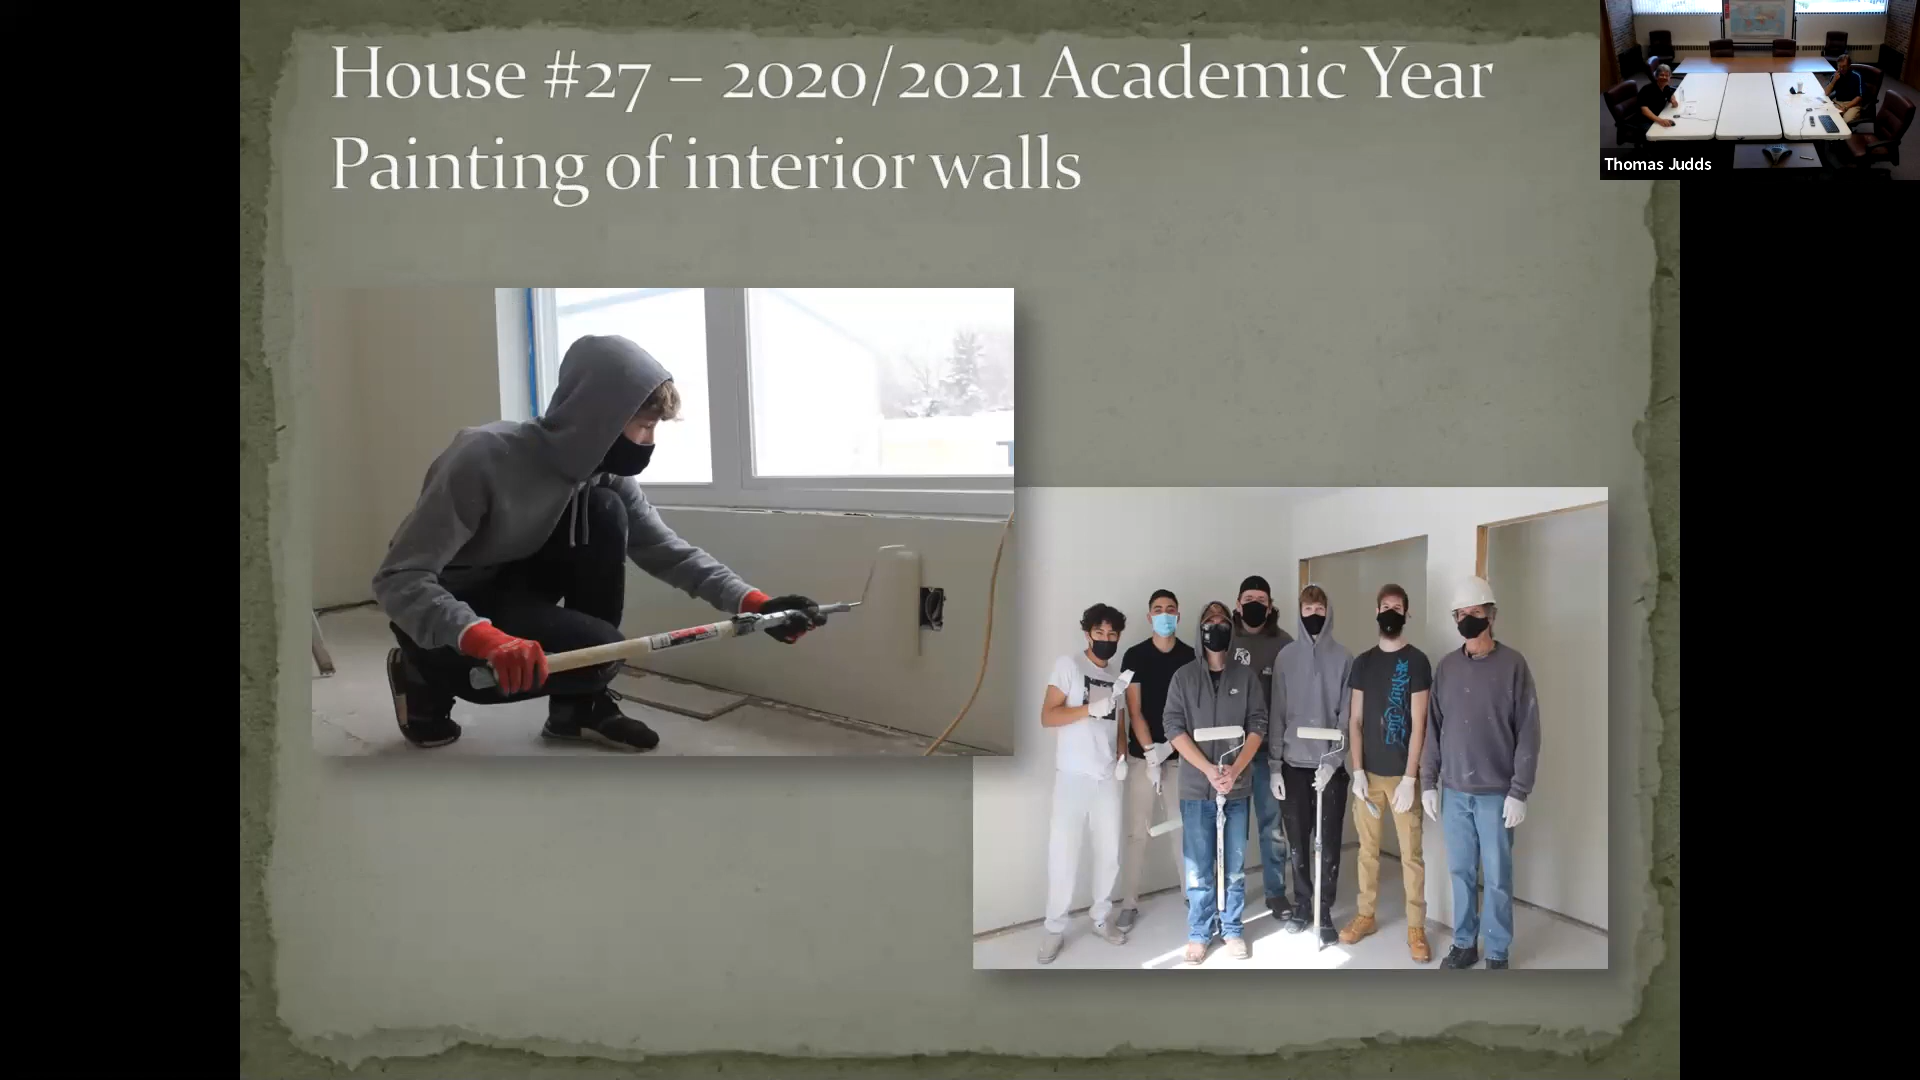 House #27 – 2020/2021 Academic Year
Painting of interior walls
Thomas Judds